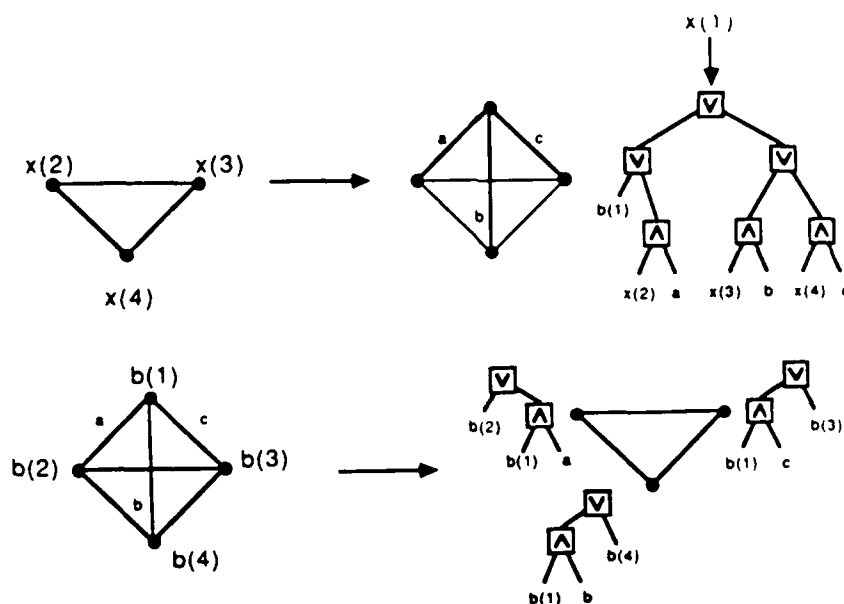 x(1)
V
a c
x(2) x(3) V V
b(1)
b
Λ Λ Λ
x(4)
x(2) a x(3) b x(4)
b(1)
V V
a c
Λ Λ
b(2) b(3)
b(2) b(3)
b(1) a b(1) c
b
V
Λ
b(4) b(4)
b(1) b